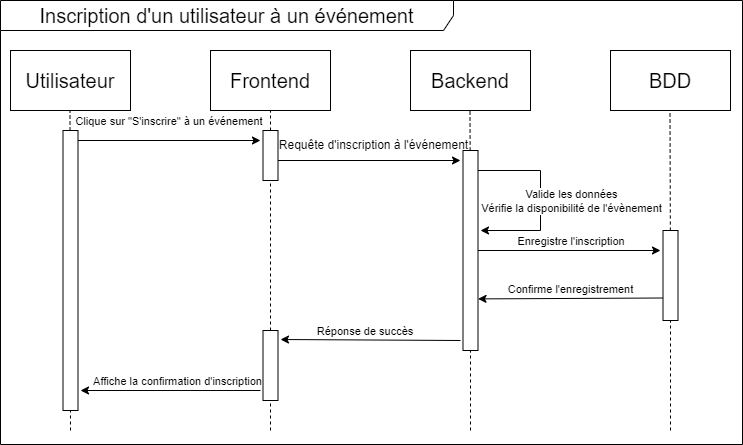 Inscription d'un utilisateur à un événement
Utilisateur
Frontend
Backend
BDD
Clique sur "S'inscrire" à un événement
Requête d'inscription à l'événement
Valide les données
Vérifie la disponibilité de l'évènement
Enregistre l'inscription
Confirme l'enregistrement
Réponse de succès
Affiche la confirmation d'inscription